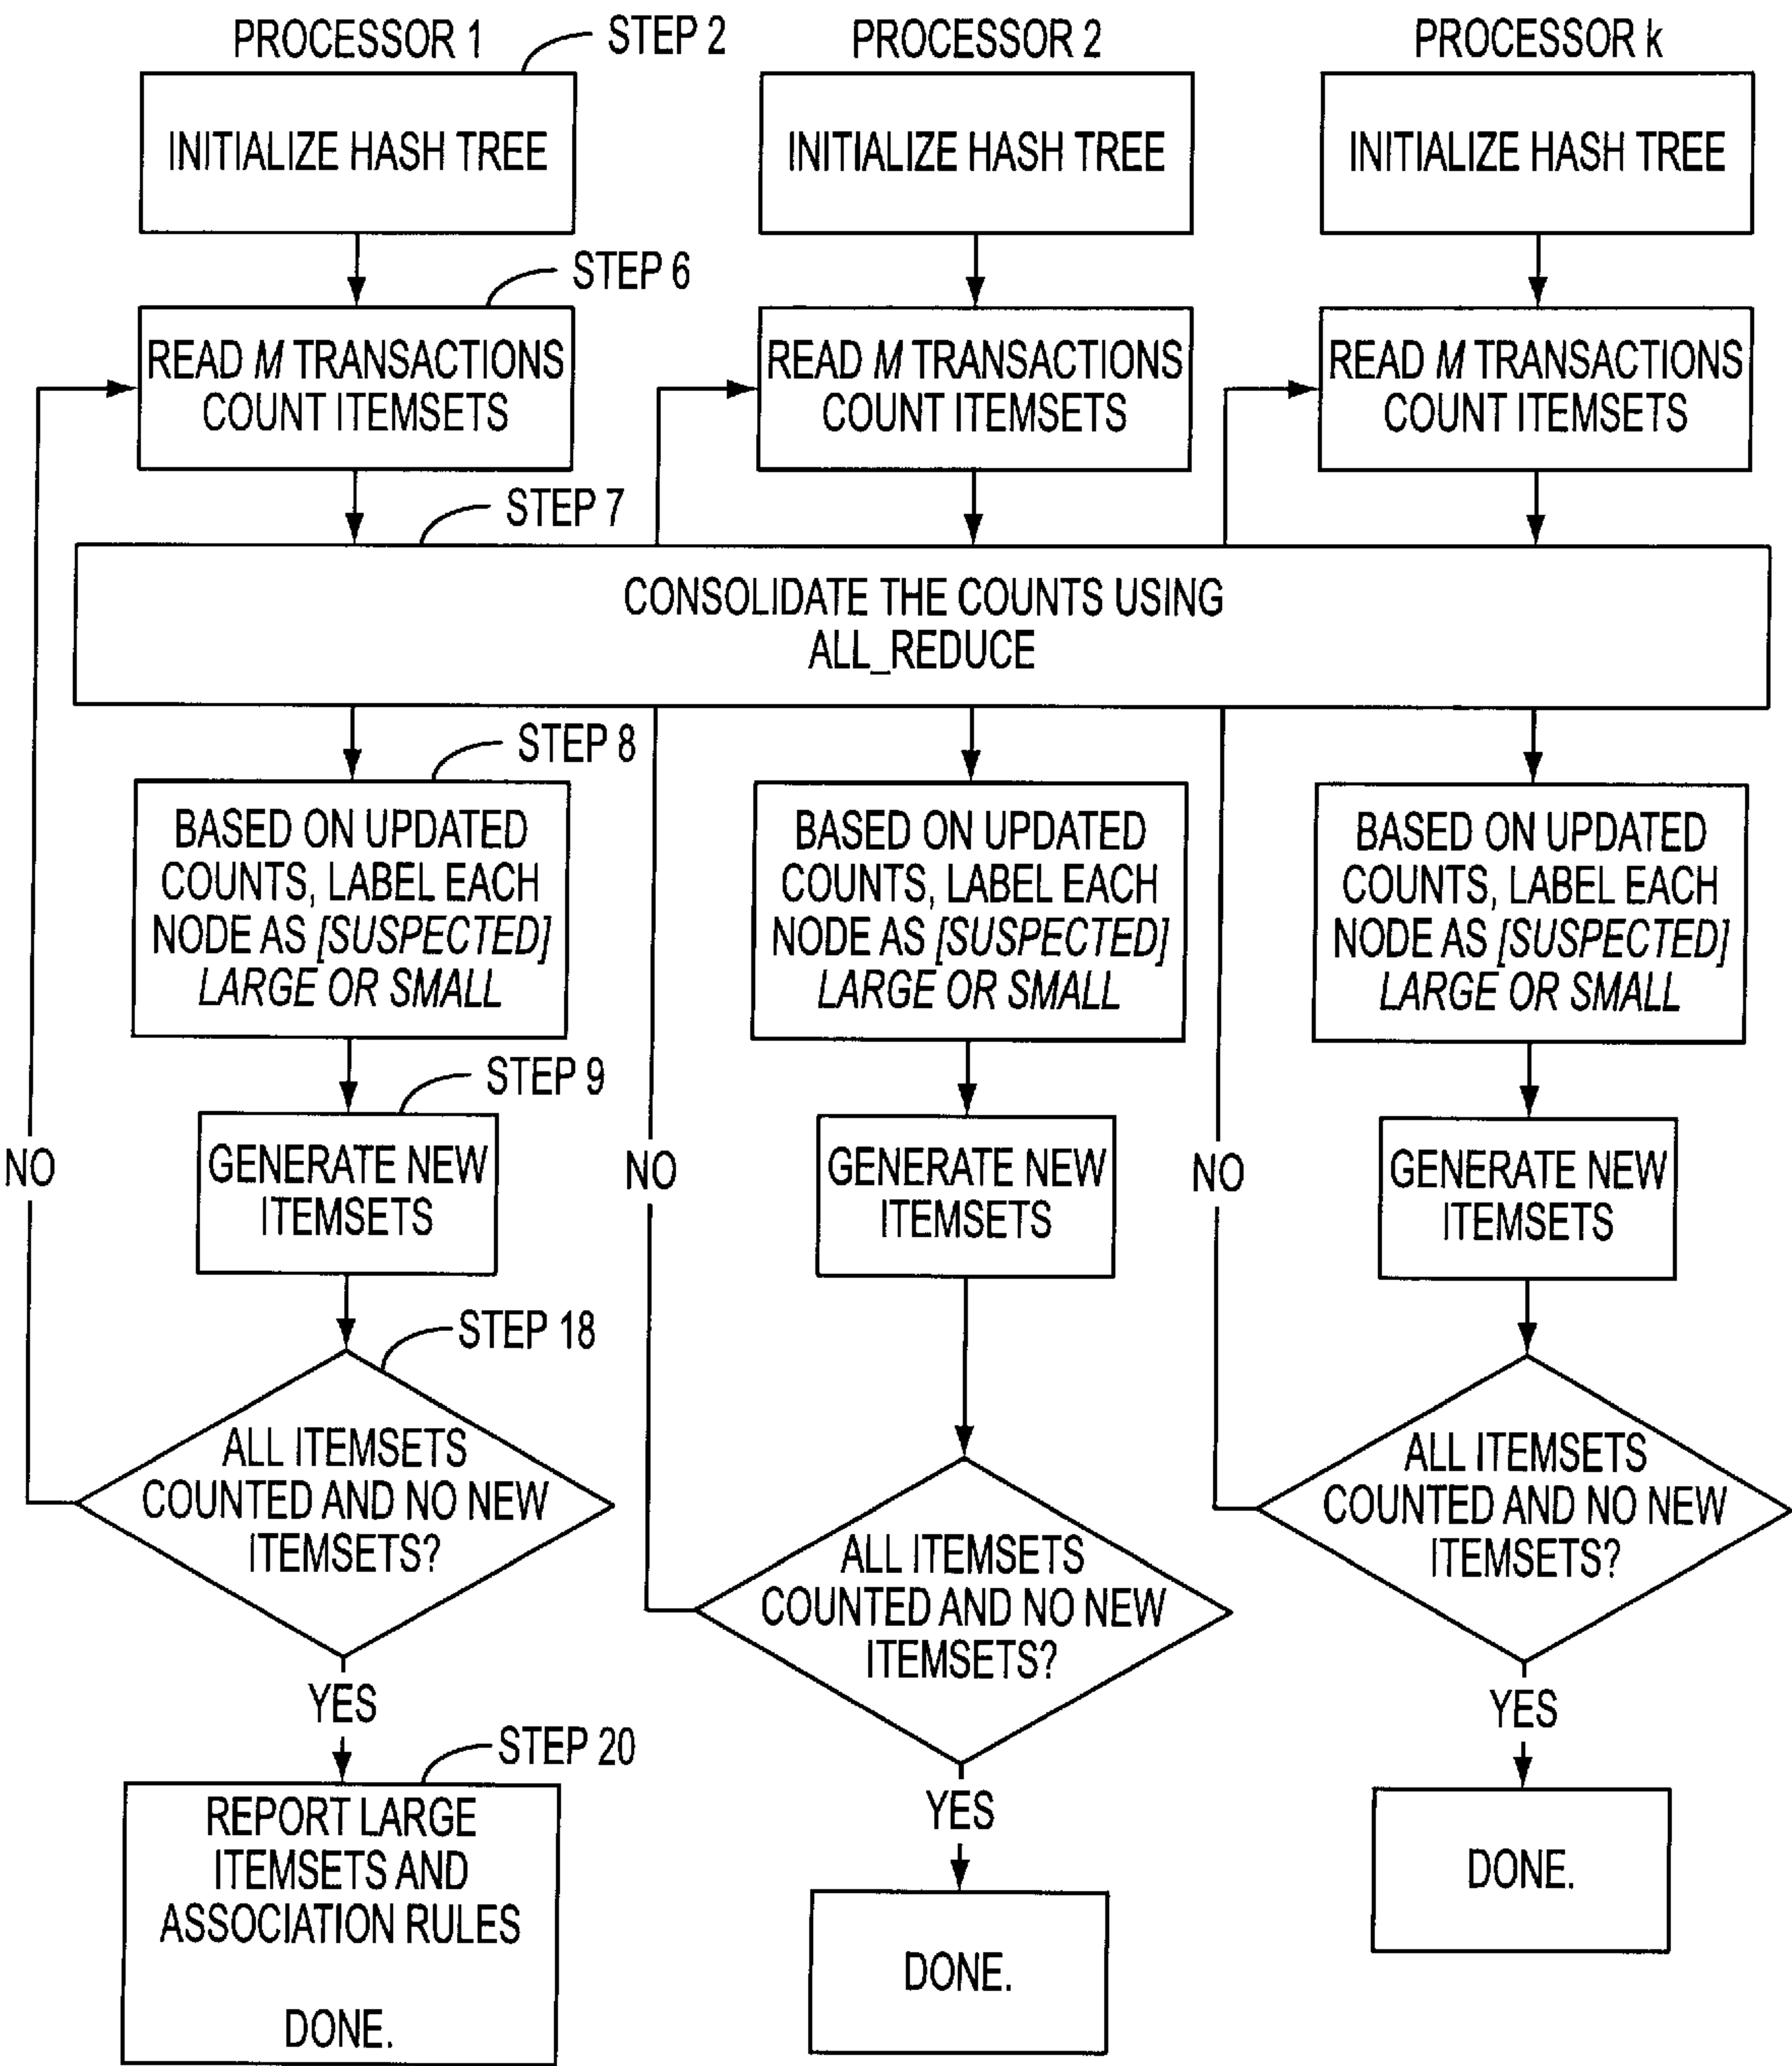 PROCESSOR 1
STEP 2
INITIALIZE HASH TREE
STEP 6
READ M TRANSACTIONS
COUNT ITEMSETS
PROCESSOR 2
INITIALIZE HASH TREE
READ M TRANSACTIONS
COUNT ITEMSETS
PROCESSOR k
INITIALIZE HASH TREE
READ M TRANSACTIONS
COUNT ITEMSETS
STEP 7
CONSOLIDATE THE COUNTS USING
ALL_REDUCE
STEP 8
BASED ON UPDATED
COUNTS, LABEL EACH
NODE AS [SUSPECTED]
LARGE OR SMALL
STEP 9
GENERATE NEW
ITEMSETS
NO
STEP 18
ALL ITEMSETS
COUNTED AND NO NEW
ITEMSETS?
YES
STEP 20
REPORT LARGE
ITEMSETS AND
ASSOCIATION RULES
DONE.
BASED ON UPDATED
COUNTS, LABEL EACH
NODE AS [SUSPECTED]
LARGE OR SMALL
GENERATE NEW
ITEMSETS
NO
ALL ITEMSETS
COUNTED AND NO NEW
ITEMSETS?
YES
DONE.
BASED ON UPDATED
COUNTS, LABEL EACH
NODE AS [SUSPECTED]
LARGE OR SMALL
GENERATE NEW
ITEMSETS
NO
ALL ITEMSETS
COUNTED AND NO NEW
ITEMSETS?
YES
DONE.